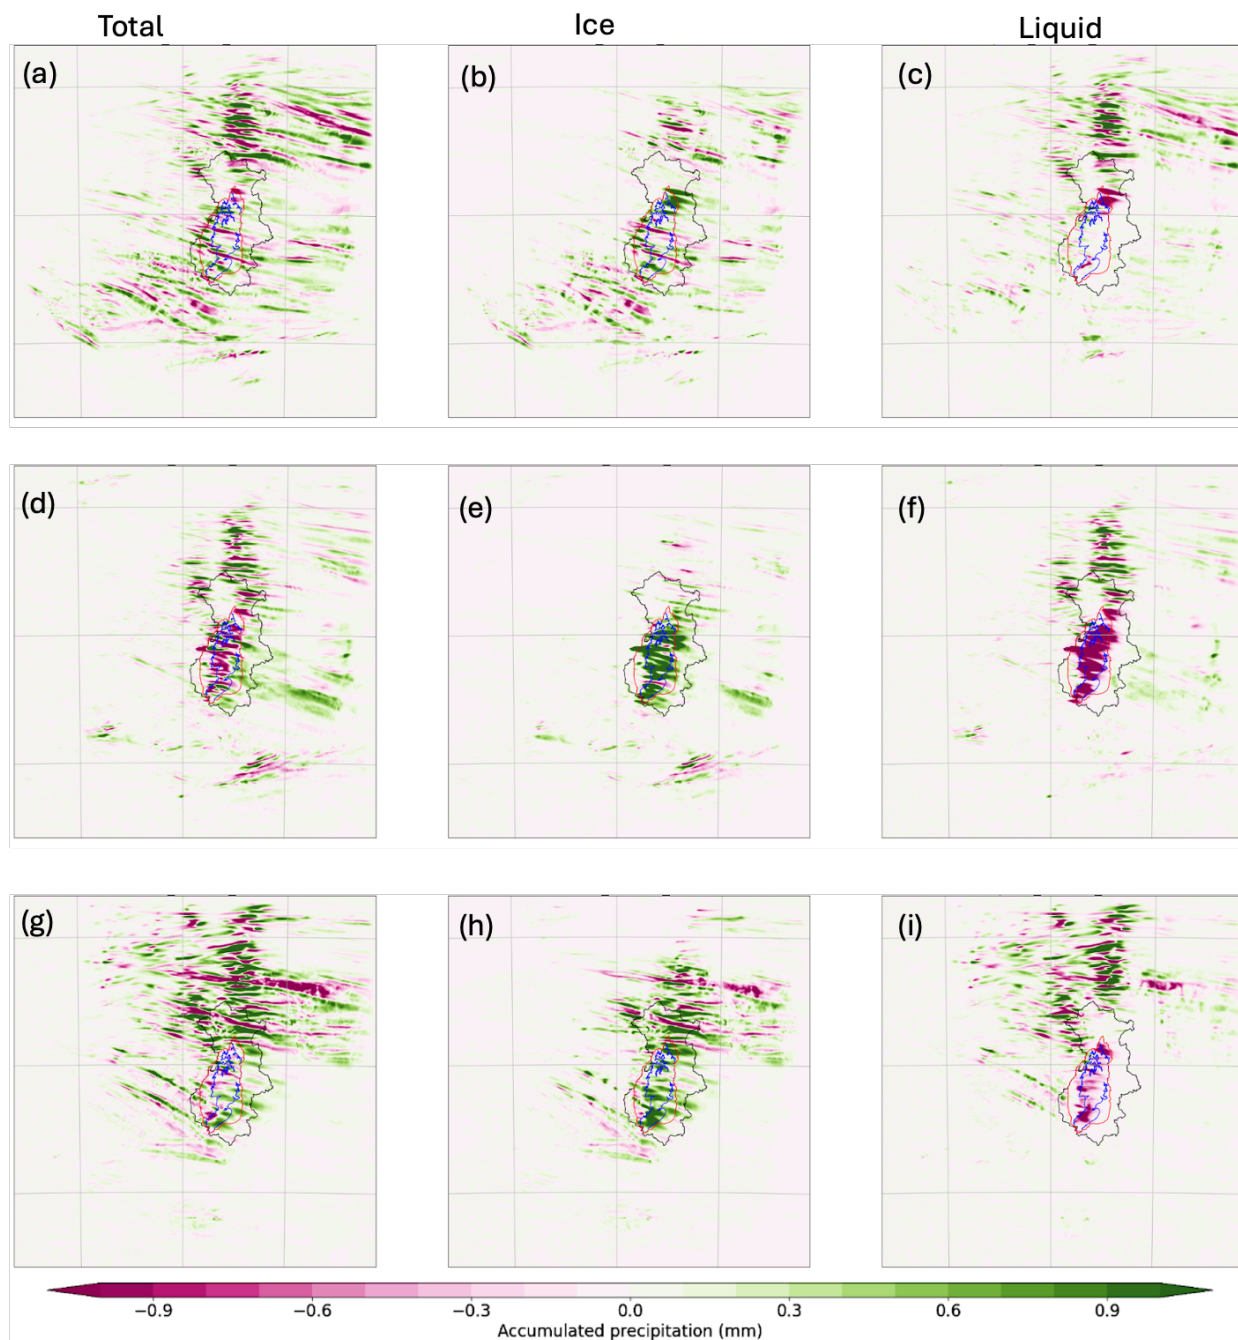 Total Ice Liquid
(a) (b) (c)
(d) (e) (f)
(g) (h) (i)
−0.9 −0.6 −0.3 0.0 0.3 0.6 0.9
Accumulated precipitation (mm)